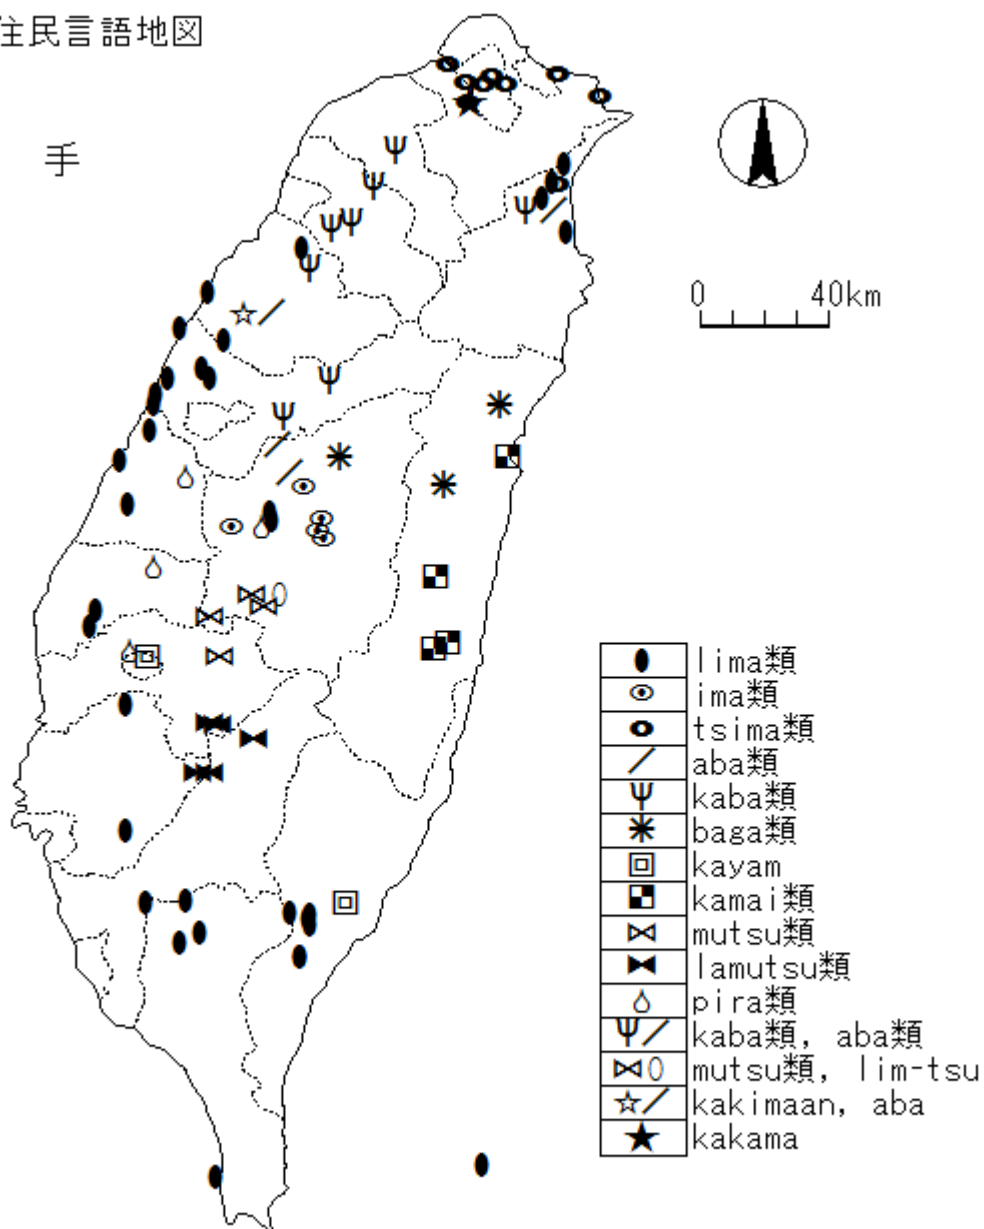 住民言語地図
手
0 40km
lima類
ima類
tsima類
aba類
kaba類
baga類
kayam
kamai類
mutsu類
lamutsu類
pira類
kaba類, aba類
mutsu類, lim-tsu
kakimaan, aba
kakama